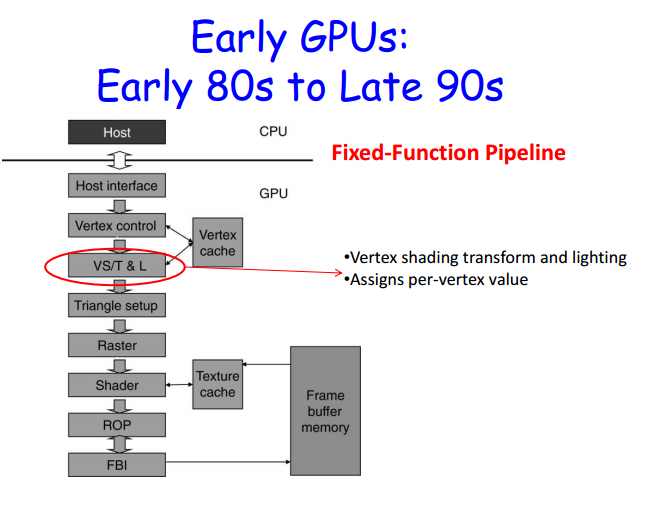 Early GPUs:
Early 80s to Late 90s
Host
CPU
Fixed-Function Pipeline
Host interface
GPU
Vertex control
Vertex
cache
VS/T & L
•Vertex shading transform and lighting
•Assigns per-vertex value
Triangle setup
Raster
Shader
Texture
cache
Frame
buffer
memory
ROP
FBI